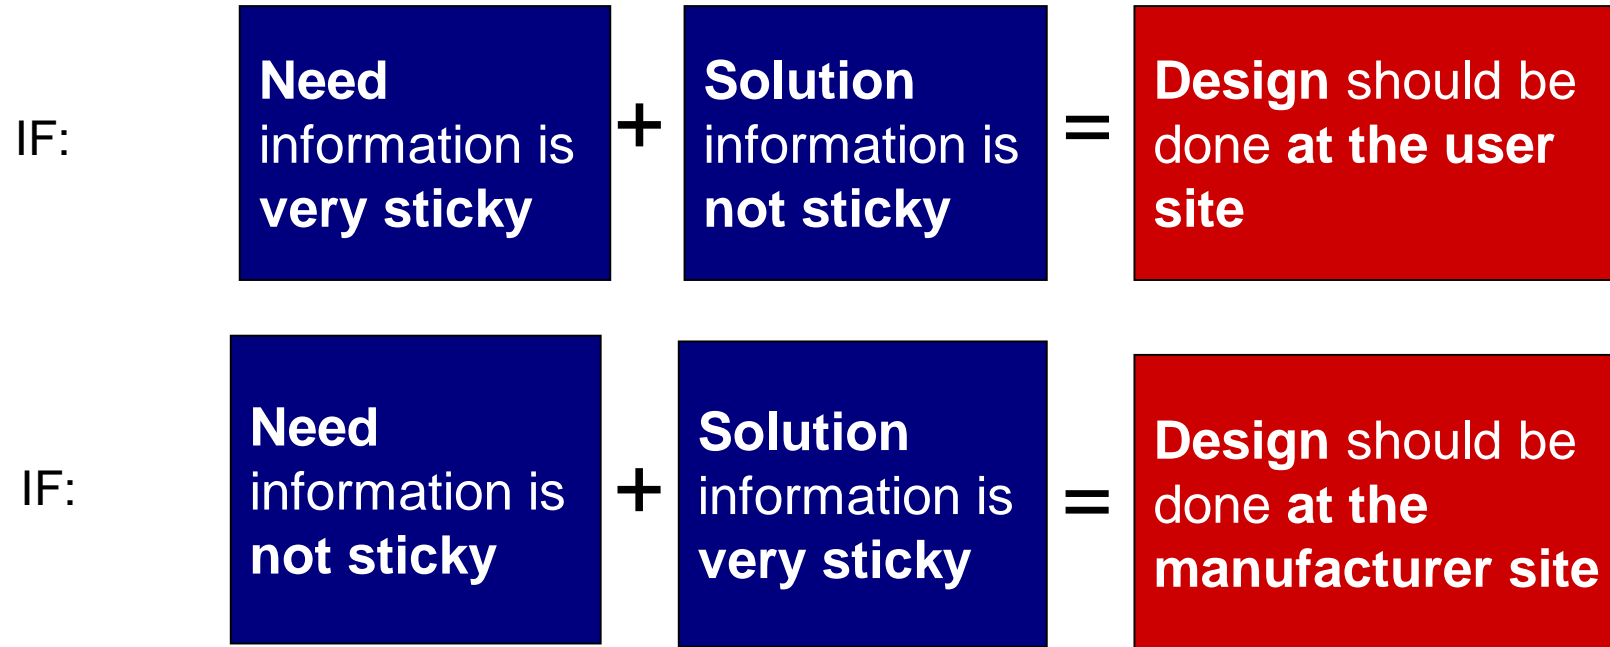 IF:
Need
information is
very sticky
+
Solution
information is
not sticky
=
Design should be
done at the user
site
IF:
Need
information is
not sticky
+
Solution
information is
very sticky
=
Design should be
done at the
manufacturer site